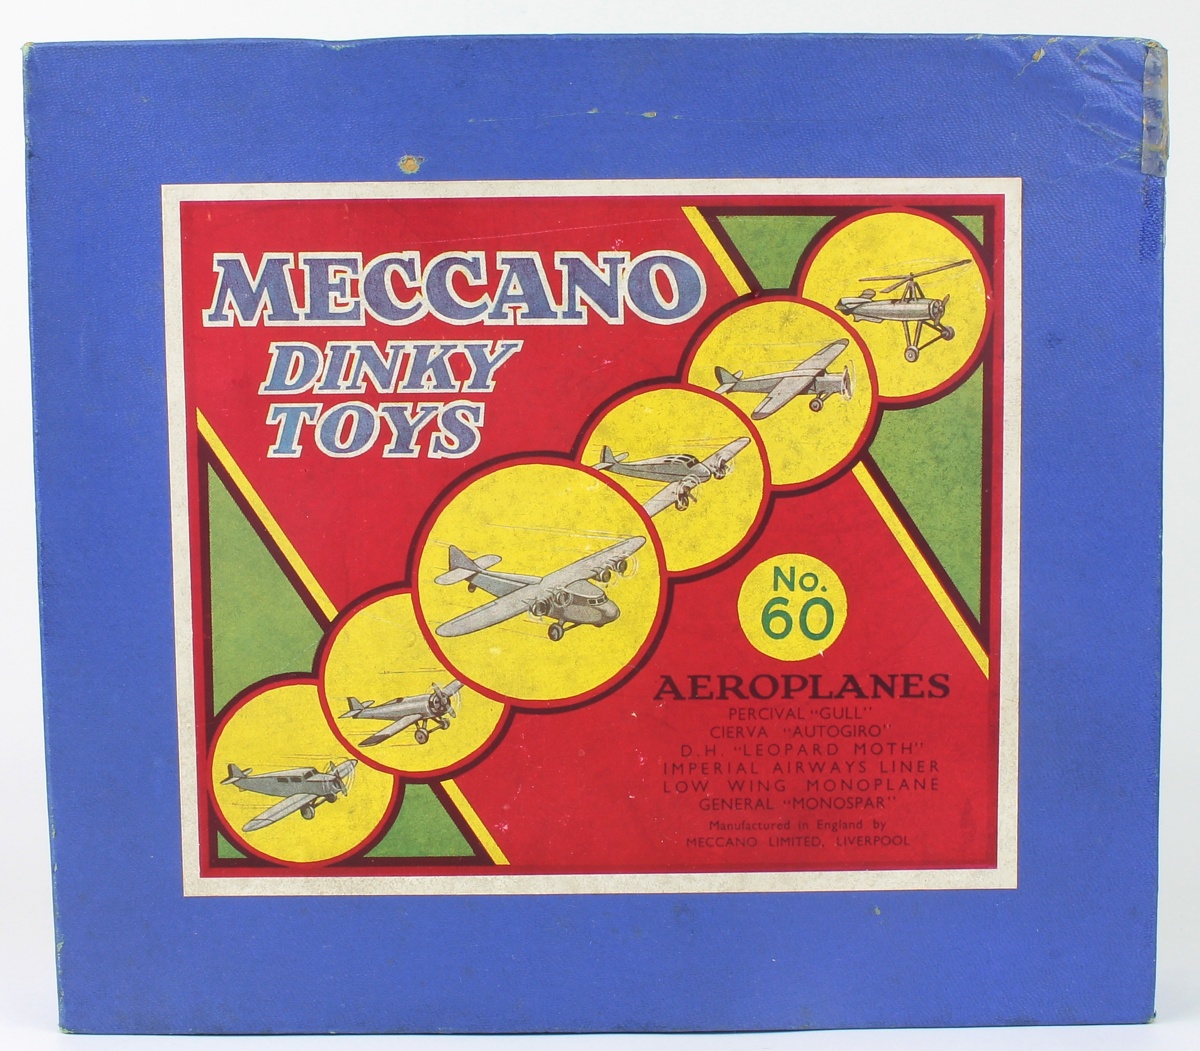 MECCANO
DINKY
TOYS
No.
60
AEROPLANES
PERCIVAL "GULL"
CIERVA "AUTOGIRO"
D.H. "LEOPARD MOTH"
IMPERIAL AIRWAYS LINER
LOW WING MONOPLANE
GENERAL "MONOSPAR"
Manufactured in England by
MECCANO LIMITED, LIVERPOOL